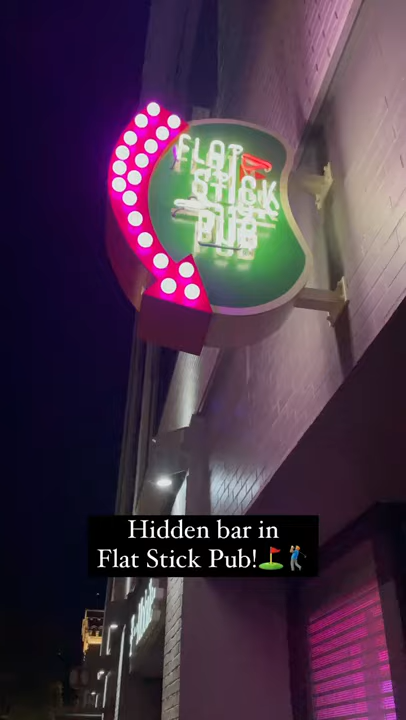 FLAT
STICK
PUB
Hidden bar in
Flat Stick Pub!⛳🏌️